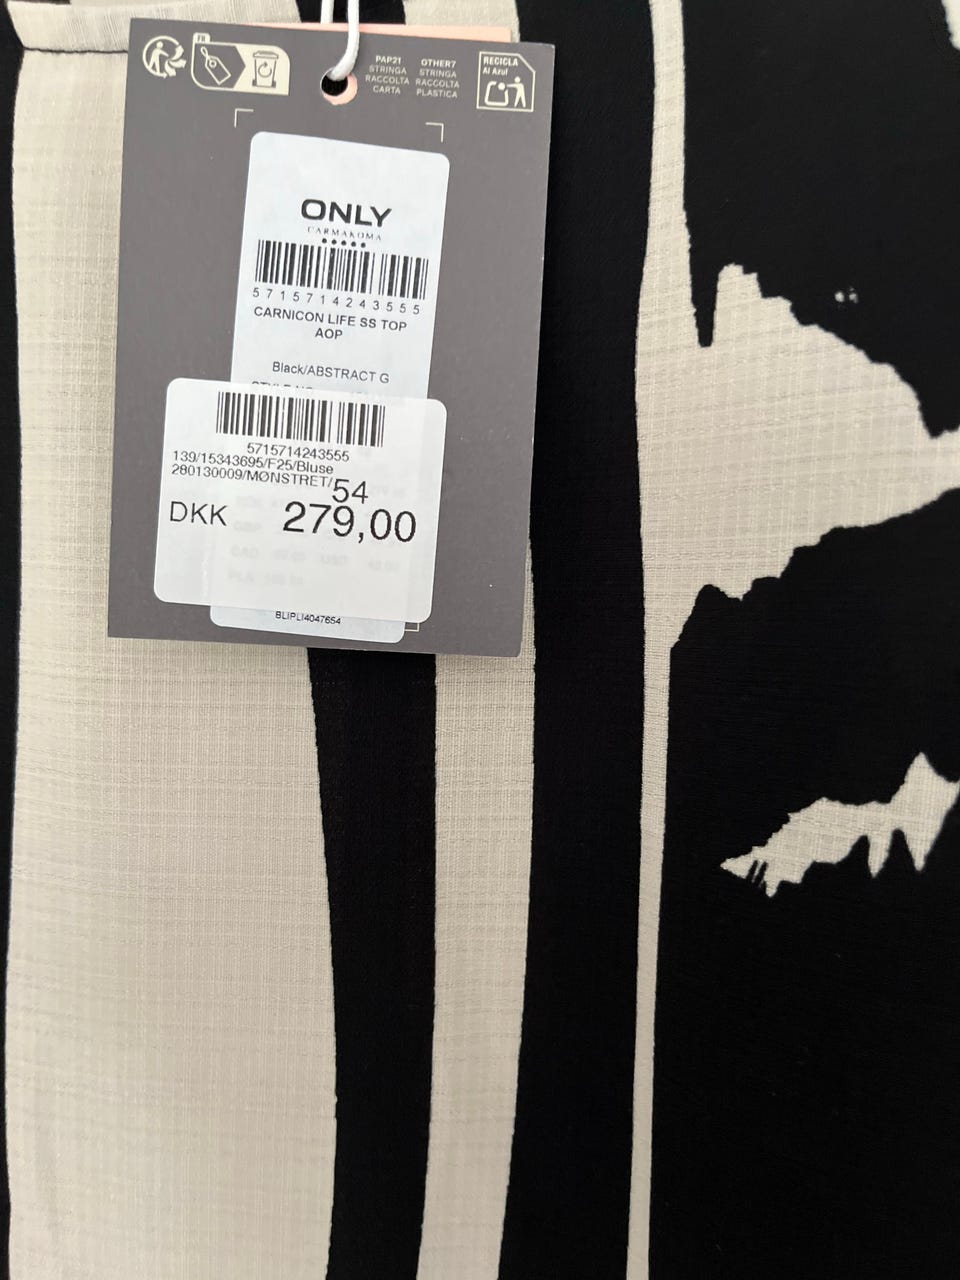 FR
PAP21
STRINGA
RACCOLTA
CARTA
OTHER7
STRINGA
RACCOLTA
PLASTICA
RECICLA
Al Azul
ONLY
CARMAKOMA
5715714243555
CARNICON LIFE SS TOP
AOP
Black/ABSTRACT G
5715714243555
139/15343695/F25/Bluse
280130009/MØNSTRET/54
DKK 279,00
BLIPLI4047654